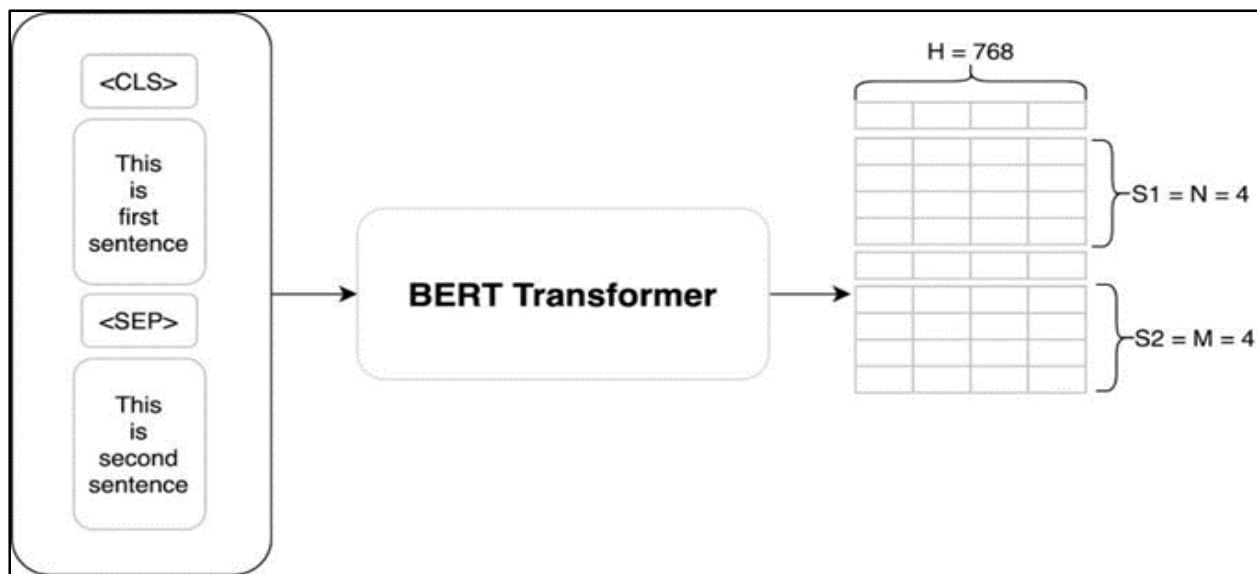 <CLS>
This
is
first
sentence
<SEP>
This
is
second
sentence
BERT Transformer
H = 768
S1 = N = 4
S2 = M = 4